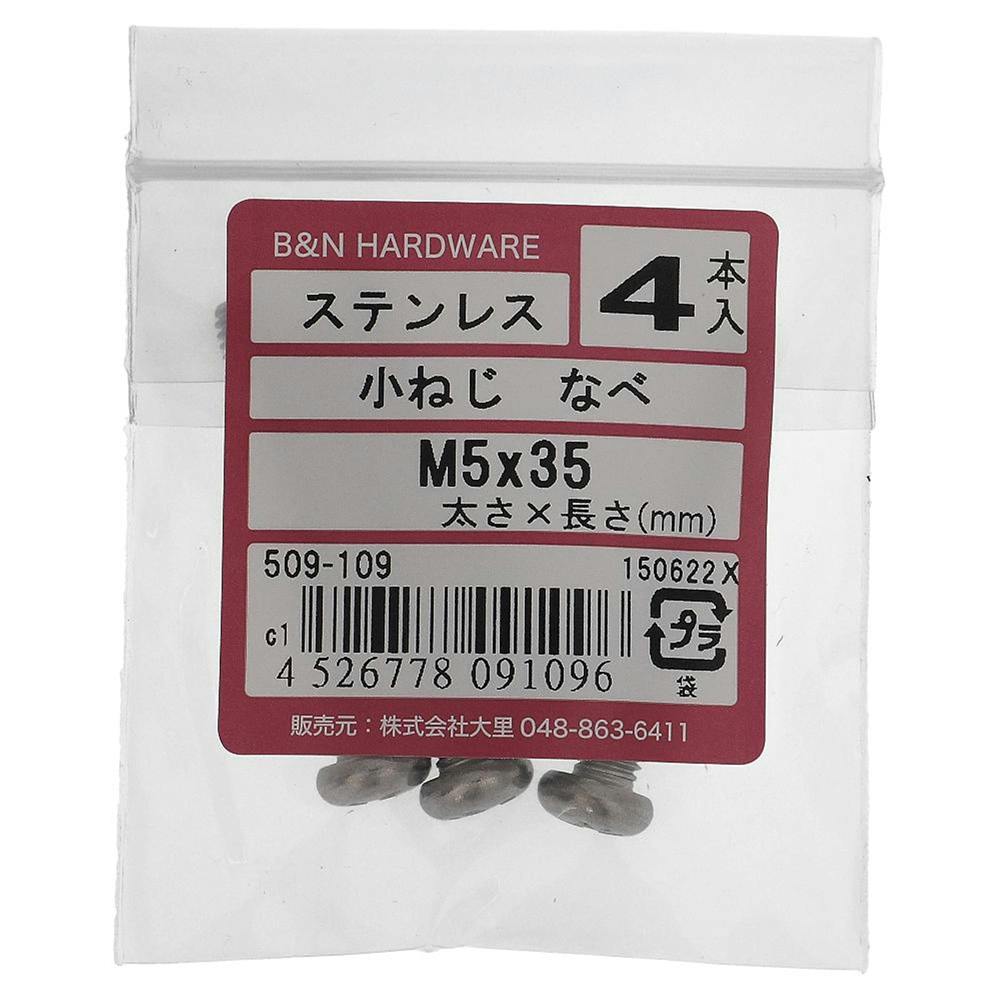 B&N HARDWARE
ステンレス
4
本入
小ねじ なべ
M5x35
太さ×長さ(mm)
509-109
150622X
c1
4 526778 091096
プラ
袋
販売元：株式会社大里 048-863-6411